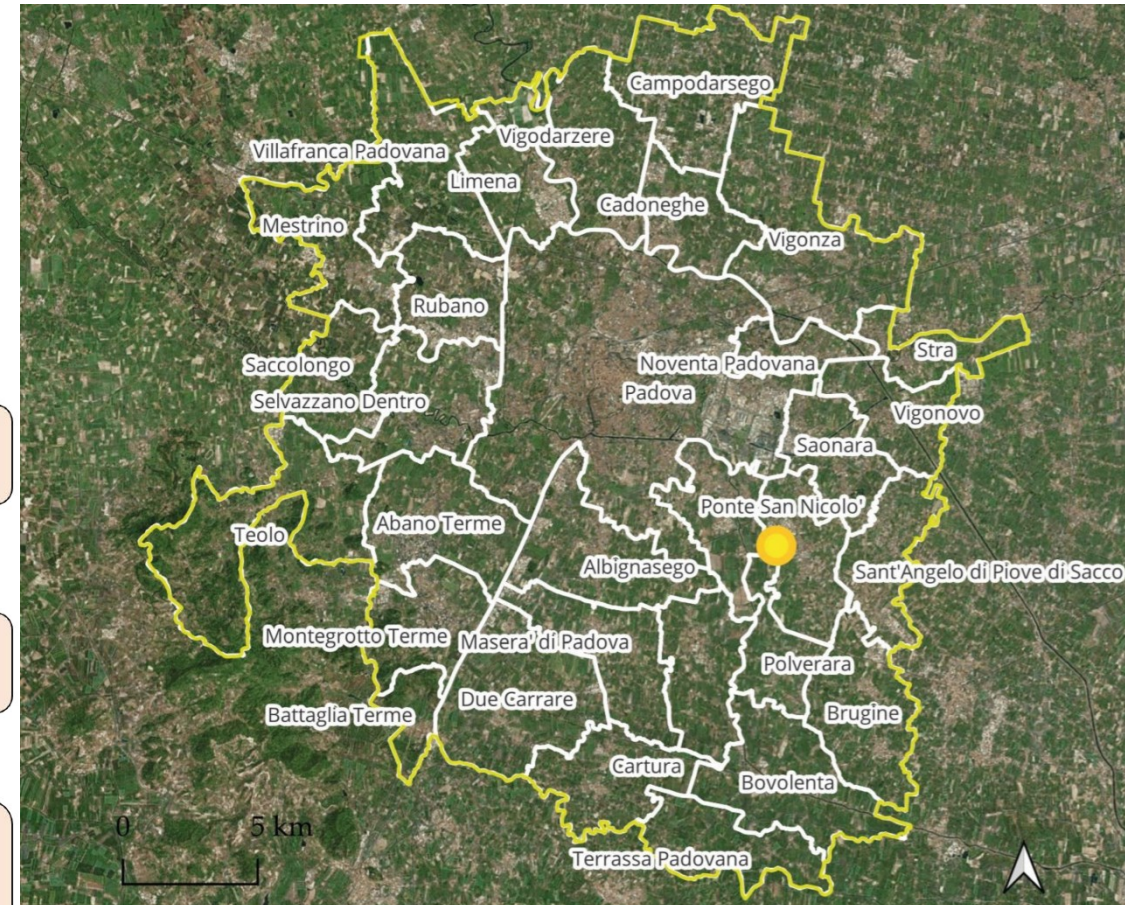 Campodarsego
Vigodarzere
Villafranca Padovana
Limena
Cadoneghe
Mestrino
Vigonza
Rubano
Stra
Noventa Padovana
Saccolongo
Padova
Selvazzano Dentro
Vigonovo
Saonara
Ponte San Nicolo'
Abano Terme
Teolo
Albignasego
Sant'Angelo di Piove di Sacco
Montegrotto Terme
Masera' di Padova
Polverara
Due Carrare
Battaglia Terme
Brugine
Cartura
Bovolenta
0 5 km
Terrassa Padovana